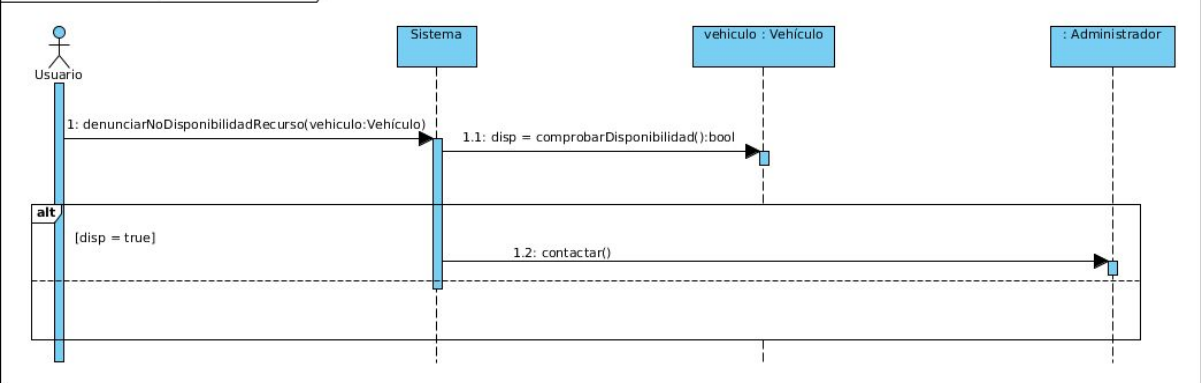 Usuario
Sistema
vehiculo : Vehículo
: Administrador
1: denunciarNoDisponibilidadRecurso(vehiculo:Vehículo)
1.1: disp = comprobarDisponibilidad():bool
alt
[disp = true]
1.2: contactar()